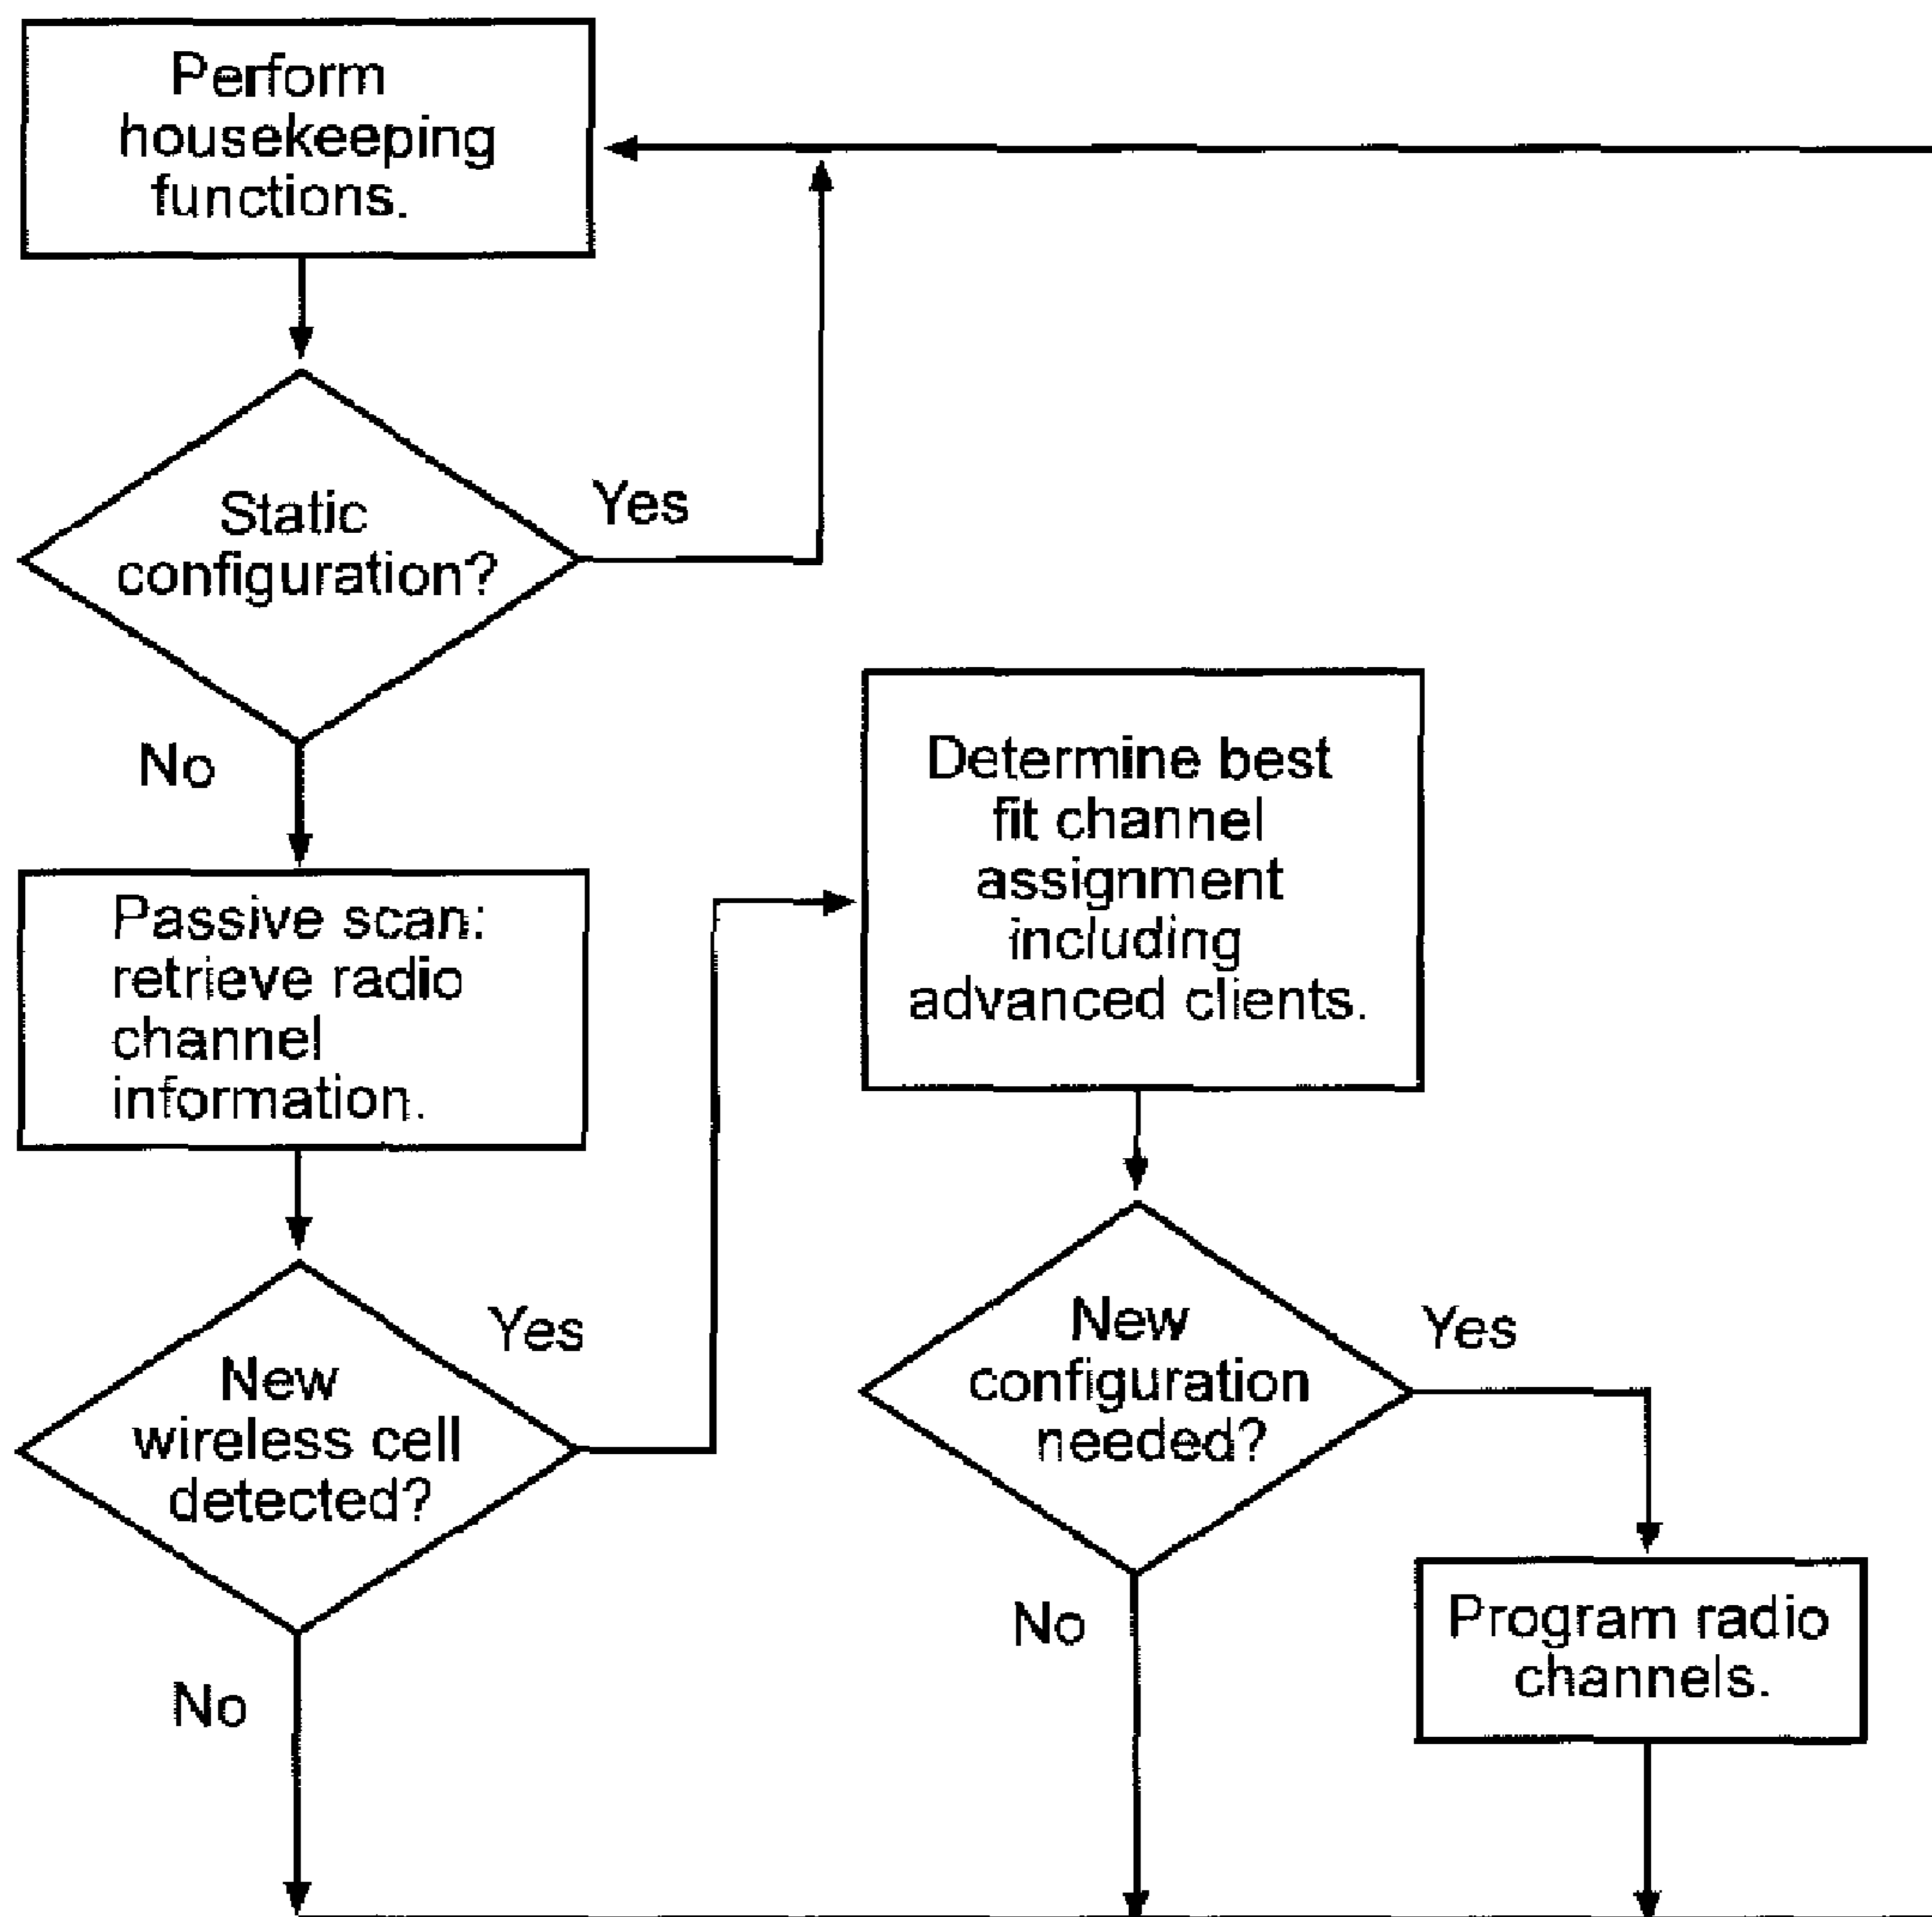 Perform
housekeeping
functions.
Static
configuration?
Yes
No
Passive scan:
retrieve radio
channel
information.
New
wireless cell
detected?
Yes
No
Determine best
fit channel
assignment
including
advanced clients.
New
configuration
needed?
Yes
No
Program radio
channels.